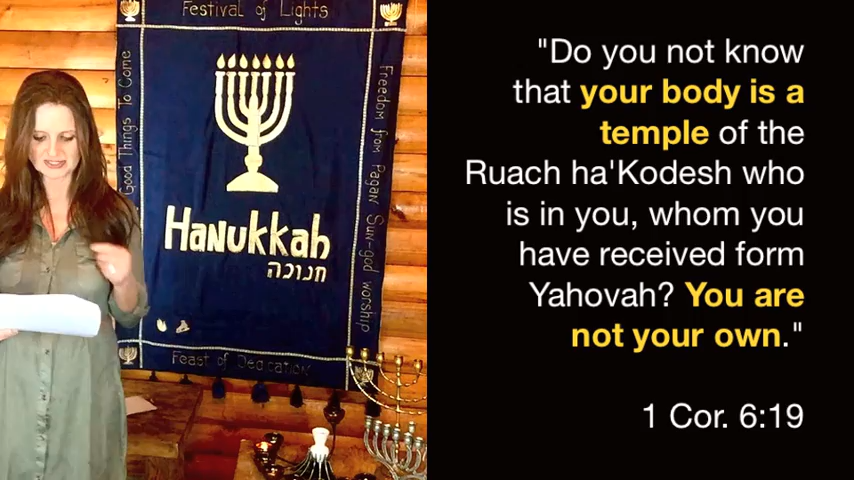 Festival of Lights
Good Things To Come
Freedom from Pagan Sun-god worship
Hanukkah
חנוכה
Feast of Dedication
"Do you not know
that your body is a
temple of the
Ruach ha'Kodesh who
is in you, whom you
have received form
Yahovah? You are
not your own."
1 Cor. 6:19